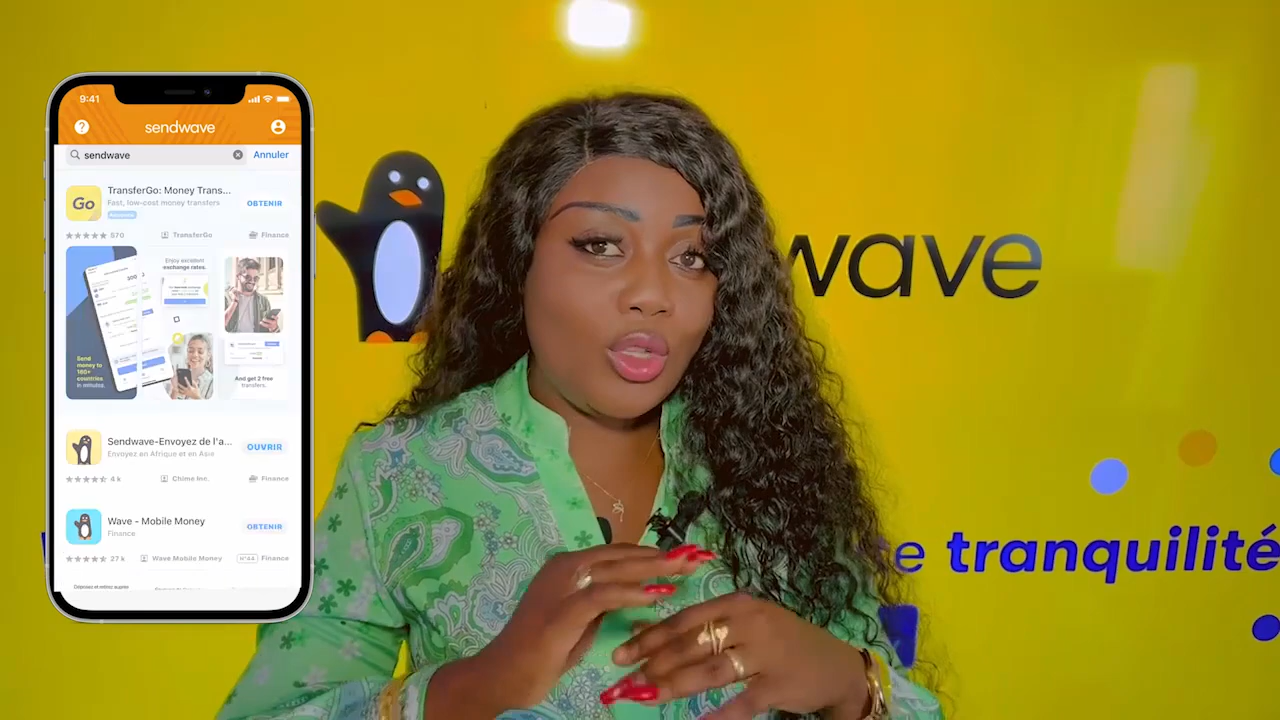 9:41
sendwave
sendwave
Annuler
Go
TransferGo: Money Trans...
Fast, low-cost money transfers
OBTENIR
570
TransferGo
Finance
Send
money to
160+
countries
in minutes.
Enjoy excellent
exchange rates.
And get 2 free
transfers.
Sendwave-Envoyez de l'a...
Envoyez en Afrique et en Asie
OUVRIR
4 k
Chime Inc.
Finance
Wave - Mobile Money
Finance
OBTENIR
27 k
Wave Mobile Money
N°44
Finance
wave
te tranquilité